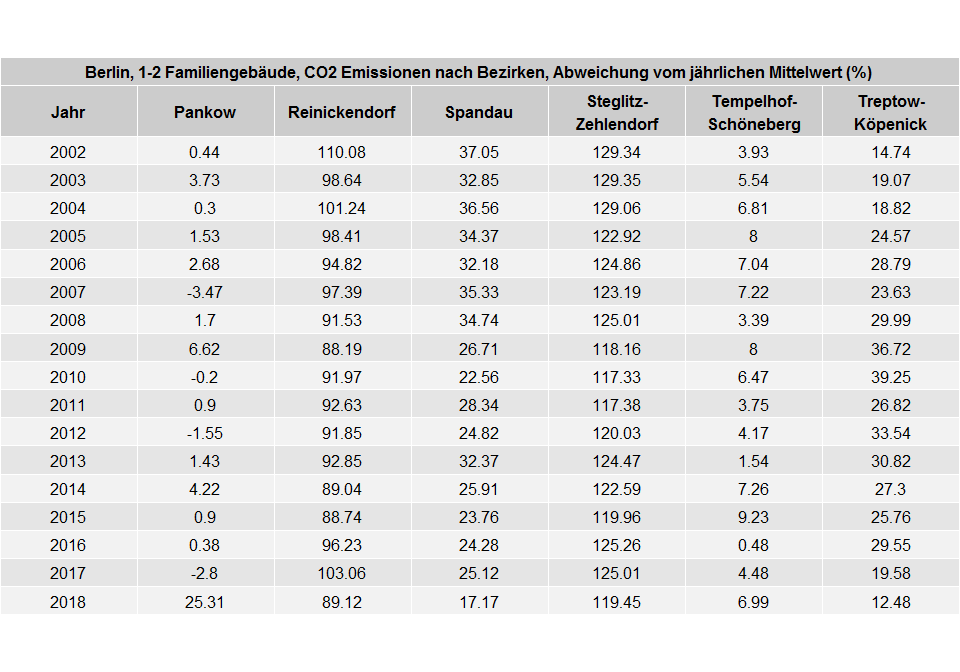 Berlin, 1-2 Familiengebäude, CO2 Emissionen nach Bezirken, Abweichung vom jährlichen Mittelwert (%)
Jahr Pankow Reinickendorf Spandau Steglitz- Tempelhof- Treptow-
Zehlendorf Schöneberg Köpenick
2002 0.44 110.08 37.05 129.34 3.93 14.74
2003 3.73 98.64 32.85 129.35 5.54 19.07
2004 0.3 101.24 36.56 129.06 6.81 18.82
2005 1.53 98.41 34.37 122.92 8 24.57
2006 2.68 94.82 32.18 124.86 7.04 28.79
2007 -3.47 97.39 35.33 123.19 7.22 23.63
2008 1.7 91.53 34.74 125.01 3.39 29.99
2009 6.62 88.19 26.71 118.16 8 36.72
2010 -0.2 91.97 22.56 117.33 6.47 39.25
2011 0.9 92.63 28.34 117.38 3.75 26.82
2012 -1.55 91.85 24.82 120.03 4.17 33.54
2013 1.43 92.85 32.37 124.47 1.54 30.82
2014 4.22 89.04 25.91 122.59 7.26 27.3
2015 0.9 88.74 23.76 119.96 9.23 25.76
2016 0.38 96.23 24.28 125.26 0.48 29.55
2017 -2.8 103.06 25.12 125.01 4.48 19.58
2018 25.31 89.12 17.17 119.45 6.99 12.48